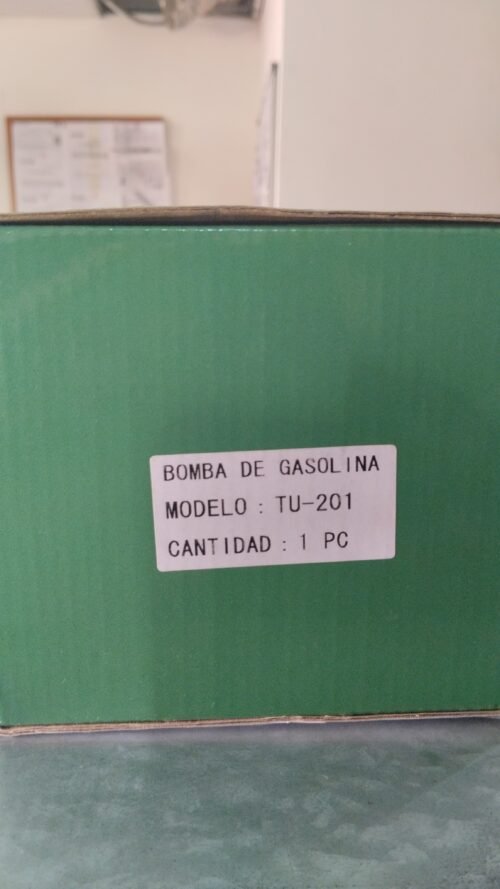 BOMBA DE GASOLINA
MODELO : TU-201
CANTIDAD : 1 PC